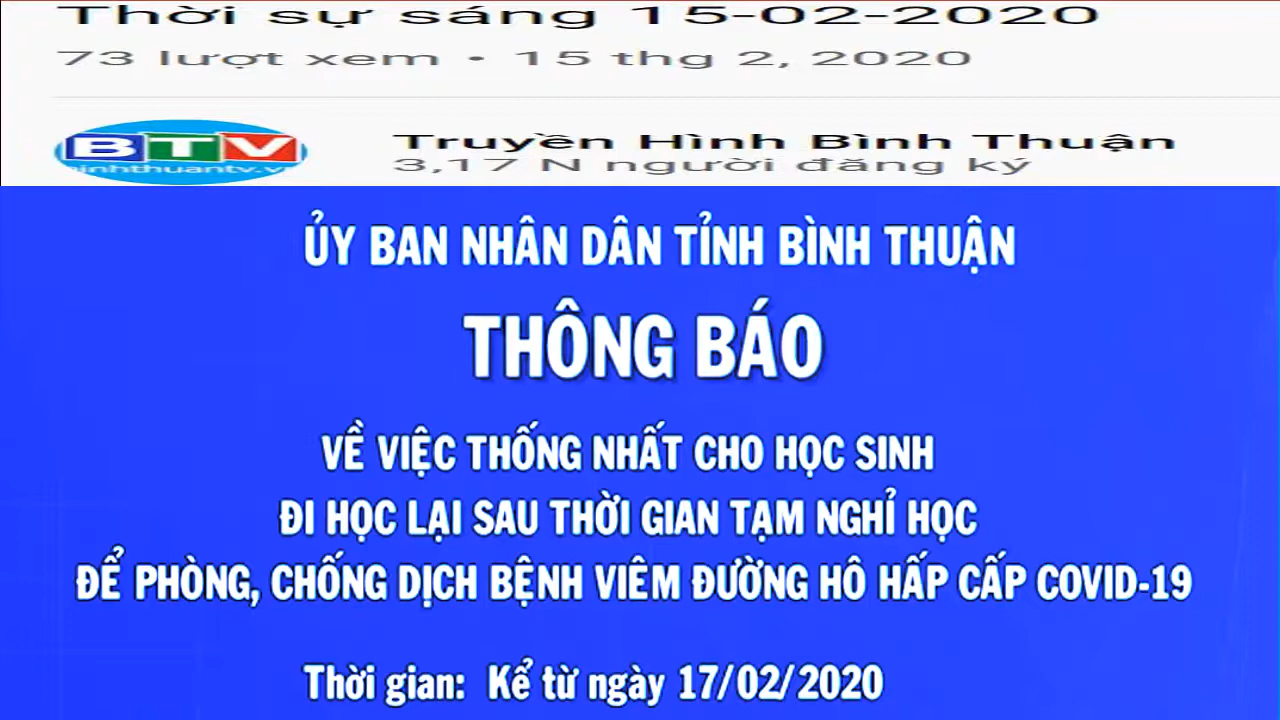 Thời sự sáng 15-02-2020
73 lượt xem • 15 thg 2, 2020
BTV
binhthuantv.v
Truyền Hình Bình Thuận
3,17 N người đăng ký
ỦY BAN NHÂN DÂN TỈNH BÌNH THUẬN
THÔNG BÁO
VỀ VIỆC THỐNG NHẤT CHO HỌC SINH
ĐI HỌC LẠI SAU THỜI GIAN TẠM NGHỈ HỌC
ĐỂ PHÒNG, CHỐNG DỊCH BỆNH VIÊM ĐƯỜNG HÔ HẤP CẤP COVID-19
Thời gian: Kể từ ngày 17/02/2020